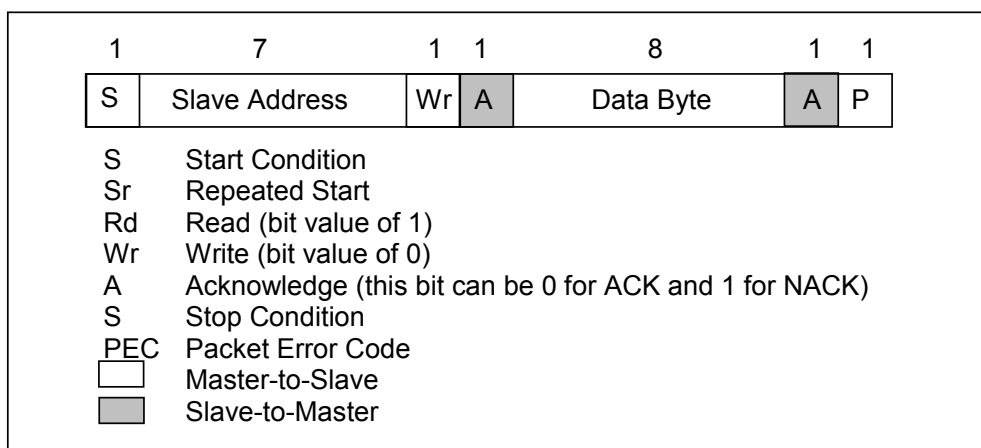 1 7 1 1 8 1 1
S Slave Address Wr A Data Byte A P
S Start Condition
Sr Repeated Start
Rd Read (bit value of 1)
Wr Write (bit value of 0)
A Acknowledge (this bit can be 0 for ACK and 1 for NACK)
S Stop Condition
PEC Packet Error Code
Master-to-Slave
Slave-to-Master